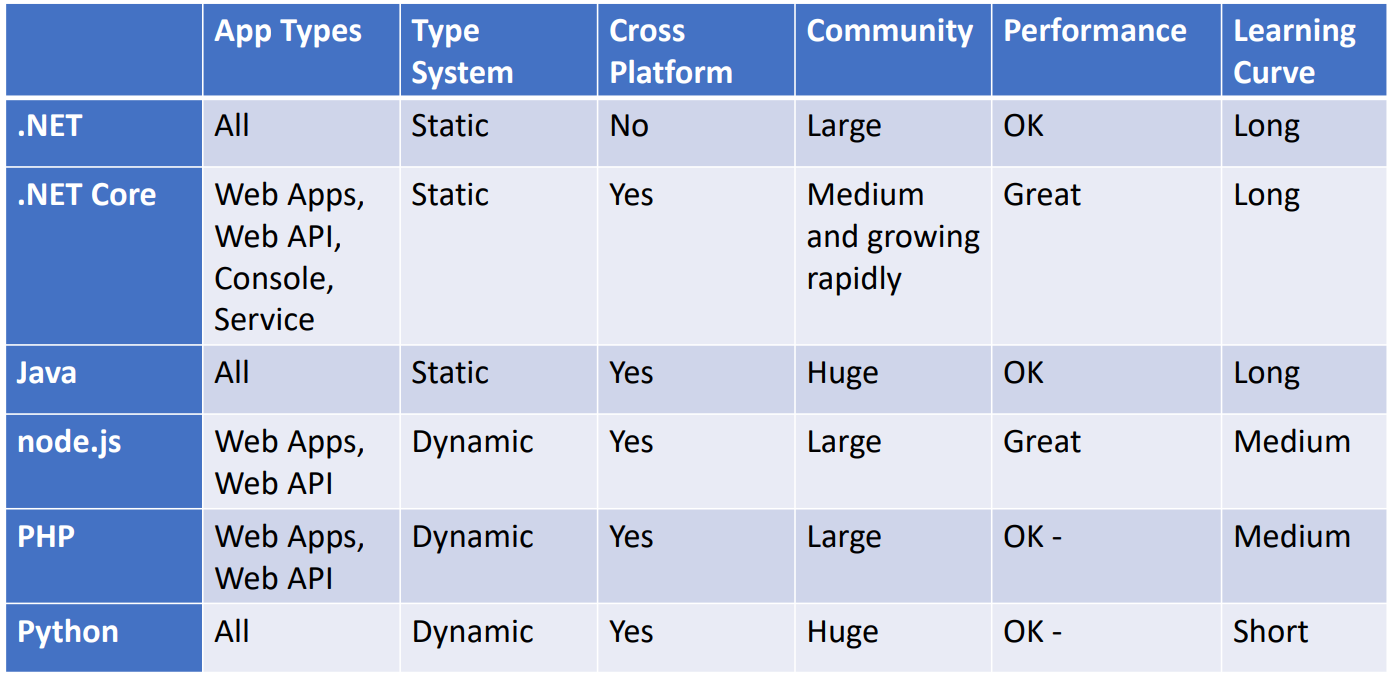 App Types Type System Cross Platform Community Performance Learning Curve
.NET All Static No Large OK Long
.NET Core Web Apps, Web API, Console, Service Static Yes Medium and growing rapidly Great Long
Java All Static Yes Huge OK Long
node.js Web Apps, Web API Dynamic Yes Large Great Medium
PHP Web Apps, Web API Dynamic Yes Large OK - Medium
Python All Dynamic Yes Huge OK - Short